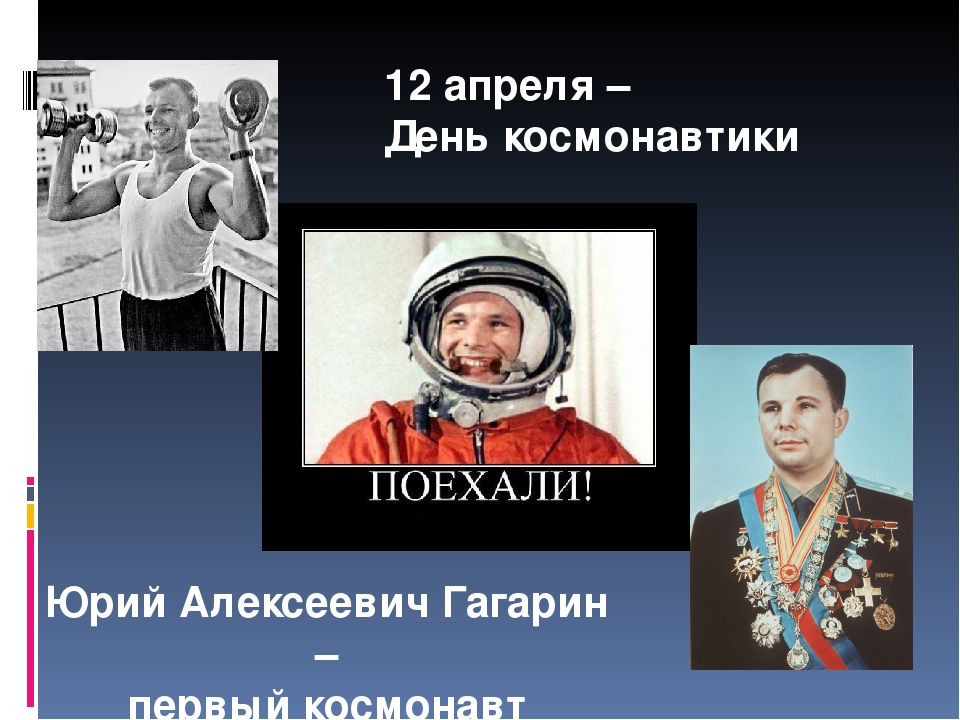 12 апреля –
День космонавтики
ПОЕХАЛИ!
Юрий Алексеевич Гагарин
–
первый космонавт